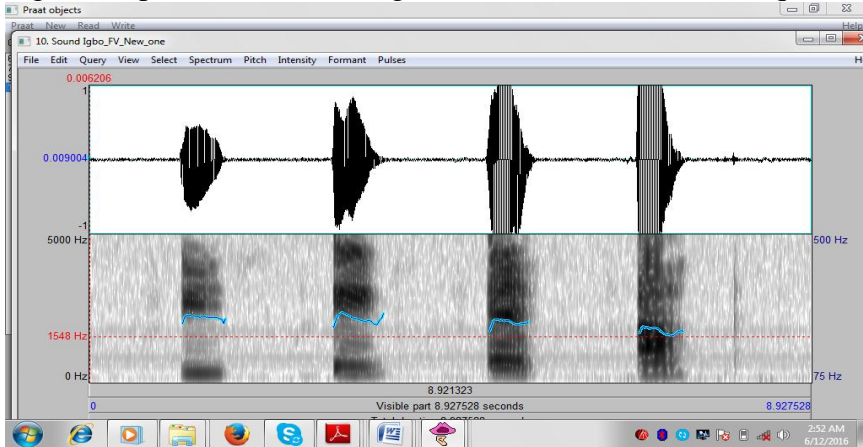 Praat objects
Praat New Read Write Help
10. Sound Igbo_FV_New_one
File Edit Query View Select Spectrum Pitch Intensity Formant Pulses
0.006206
1
0.009004
-1
5000 Hz 500 Hz
1548 Hz
0 Hz 75 Hz
8.921323
0 Visible part 8.927528 seconds 8.927528
2:52 AM
6/12/2016